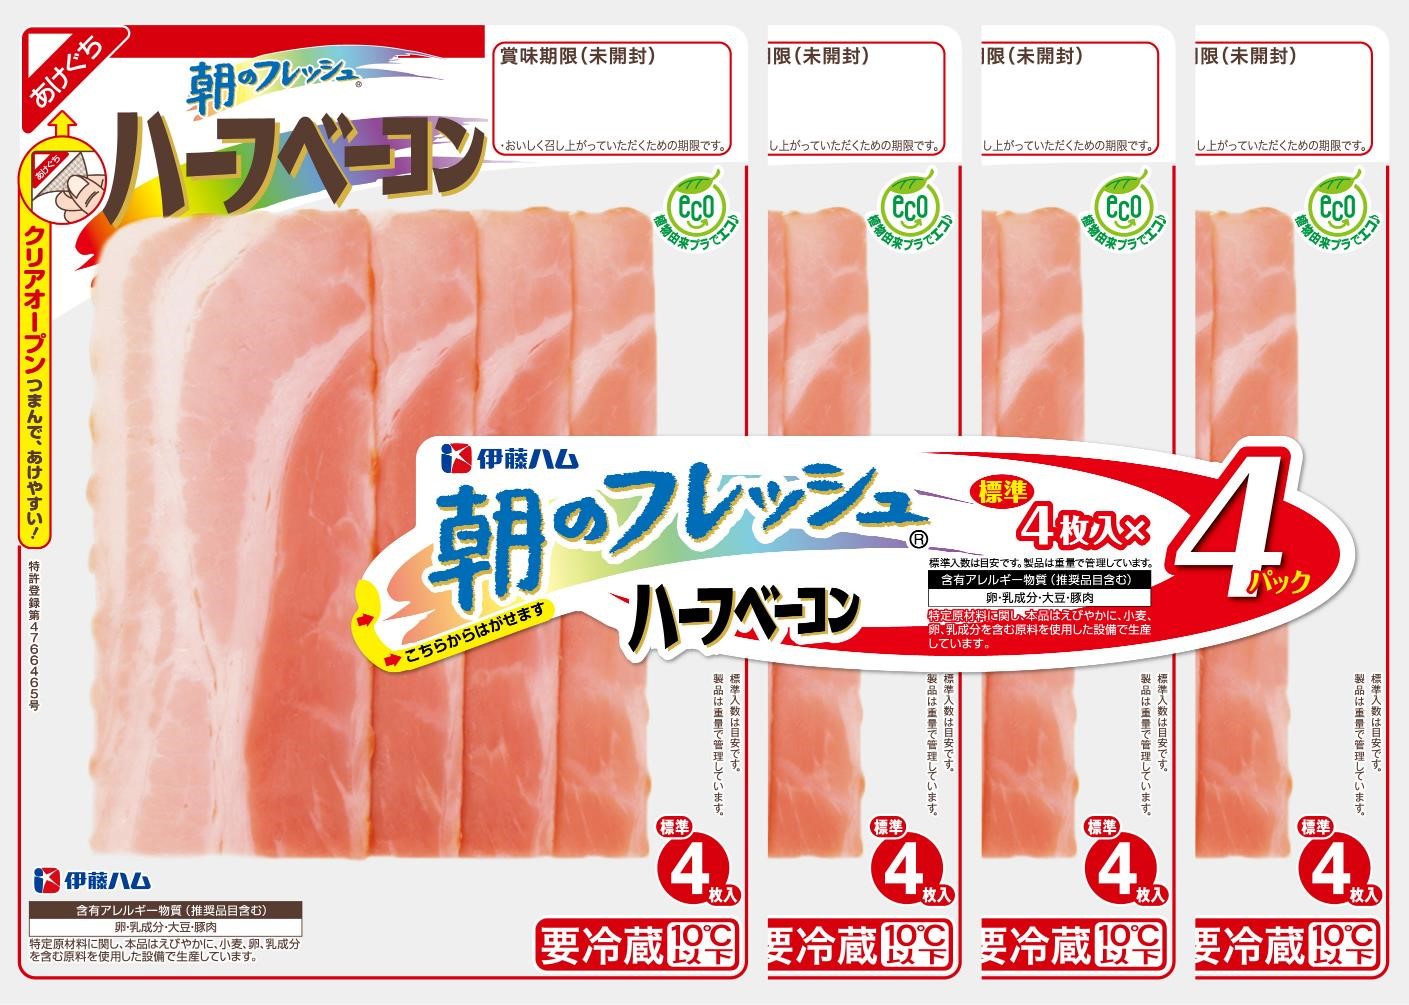 あけぐち
朝のフレッシュ®
ハーフベーコン
あけぐち
クリアオープン つまんで、あけやすい!
特許登録第4766465号
賞味期限(未開封)
・おいしく召し上がっていただくための期限です。
eco
植物由来プラでエコ♪
限(未開封)
し上がっていただくための期限です。
eco
植物由来プラでエコ♪
限(未開封)
し上がっていただくための期限です。
eco
植物由来プラでエコ♪
限(未開封)
し上がっていただくための期限です。
eco
植物由来プラでエコ♪
伊藤ハム
朝のフレッシュ®
ハーフベーコン
こちらからはがせます
標準
4枚入×
4パック
標準入数は目安です。製品は重量で管理しています。
含有アレルギー物質(推奨品目含む)
卵・乳成分・大豆・豚肉
特定原材料に関し、本品はえびやかに、小麦、
卵、乳成分を含む原料を使用した設備で生産
しています。
標準入数は目安です。
製品は重量で管理しています。
標準
4枚入
要冷蔵 10℃以下
標準入数は目安です。
製品は重量で管理しています。
標準
4枚入
要冷蔵 10℃以下
標準入数は目安です。
製品は重量で管理しています。
標準
4枚入
要冷蔵 10℃以下
標準入数は目安です。
製品は重量で管理しています。
標準
4枚入
要冷蔵 10℃以下
伊藤ハム
含有アレルギー物質(推奨品目含む)
卵・乳成分・大豆・豚肉
特定原材料に関し、本品はえびやかに、小麦、卵、乳成分
を含む原料を使用した設備で生産しています。